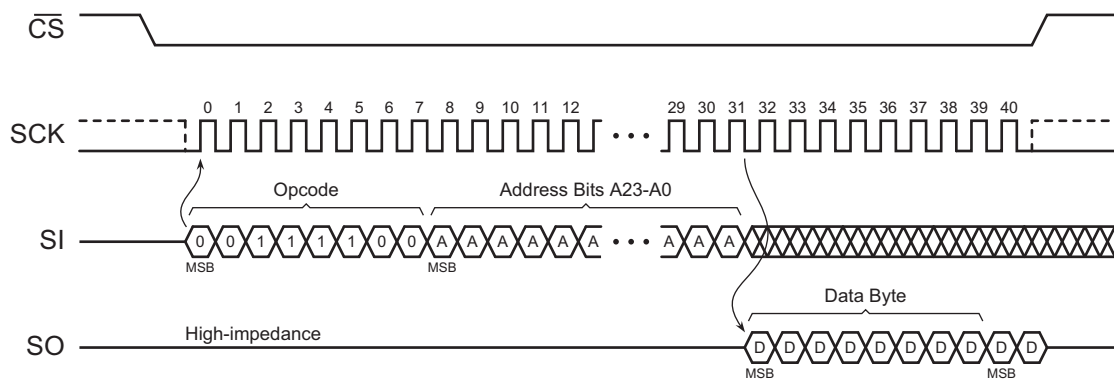 CS
0 1 2 3 4 5 6 7 8 9 10 11 12 29 30 31 32 33 34 35 36 37 38 39 40
SCK
Opcode Address Bits A23-A0
SI 0 0 1 1 1 1 0 0 A A A A A A A A A
MSB MSB
Data Byte
High-impedance
SO D D D D D D D D D D
MSB MSB